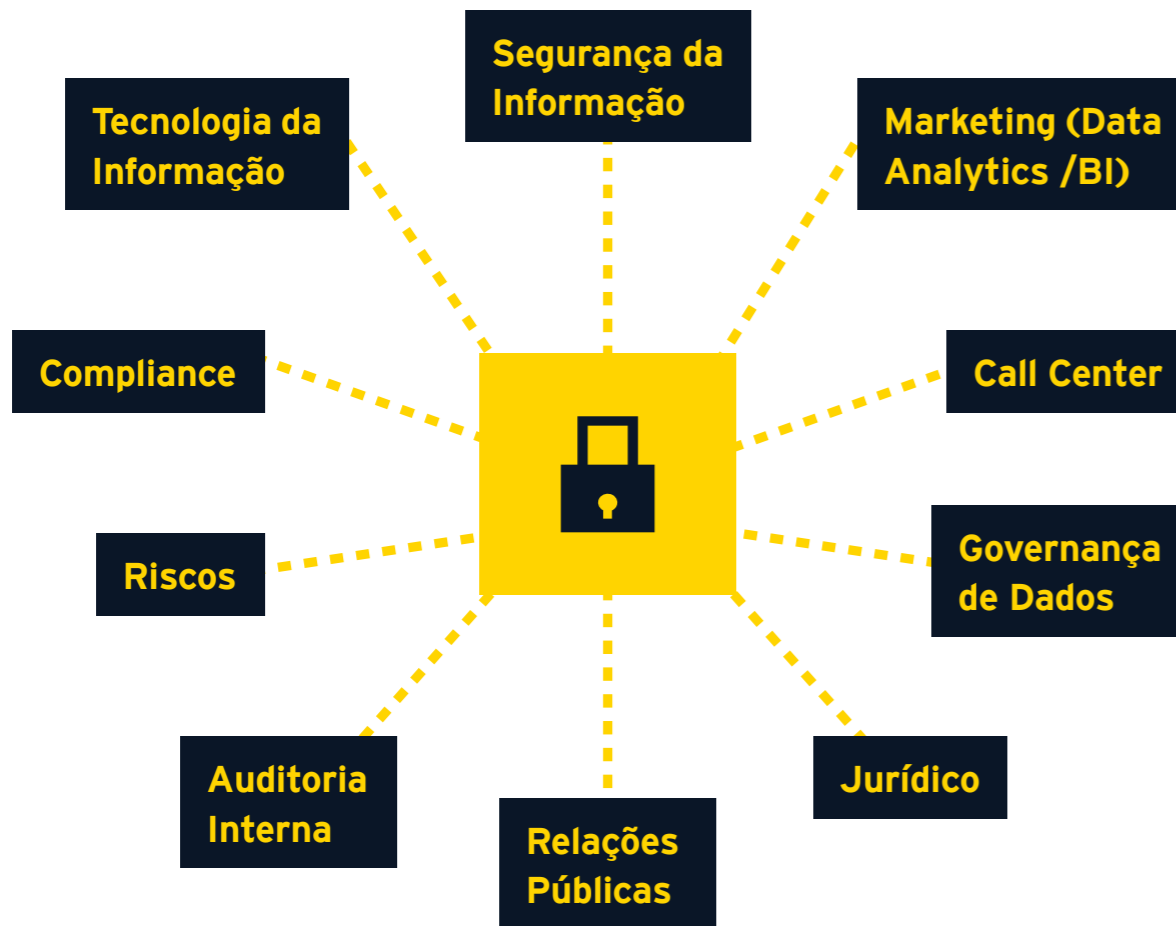 Segurança da
Informação
Tecnologia da
Informação
Marketing (Data
Analytics /BI)
Compliance
Call Center
Riscos
Governança
de Dados
Auditoria
Interna
Relações
Públicas
Jurídico